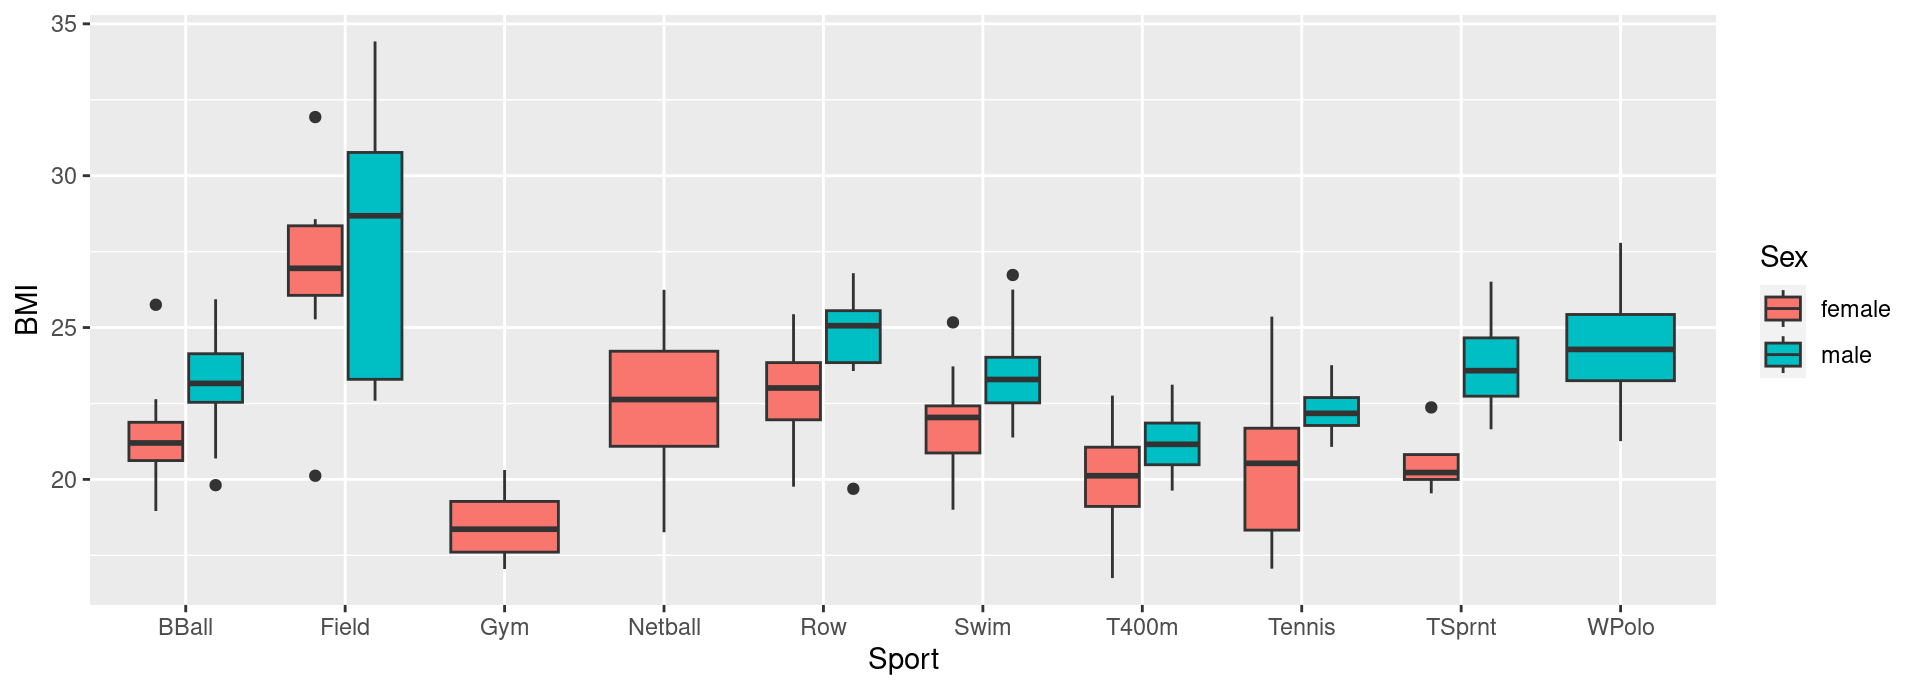 35
30
25
20
BMI
BBall Field Gym Netball Row Swim T400m Tennis TSprnt WPolo
Sport
Sex
female
male